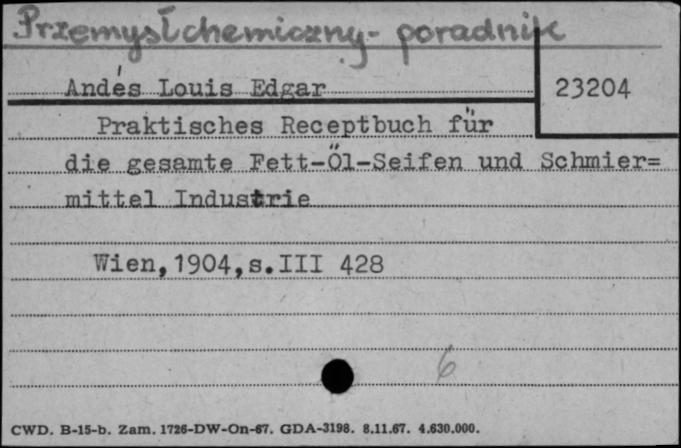 Przemysł chemiczny - poradnik
Andés Louis Edgar
23204
Praktisches Receptbuch für
die gesamte Fett-Öl-Seifen und Schmier=
mittel Industrie
Wien,1904,s.III 428
6
CWD. B-15-b. Zam. 1726-DW-On-67. GDA-3198. 8.11.67. 4.630.000.